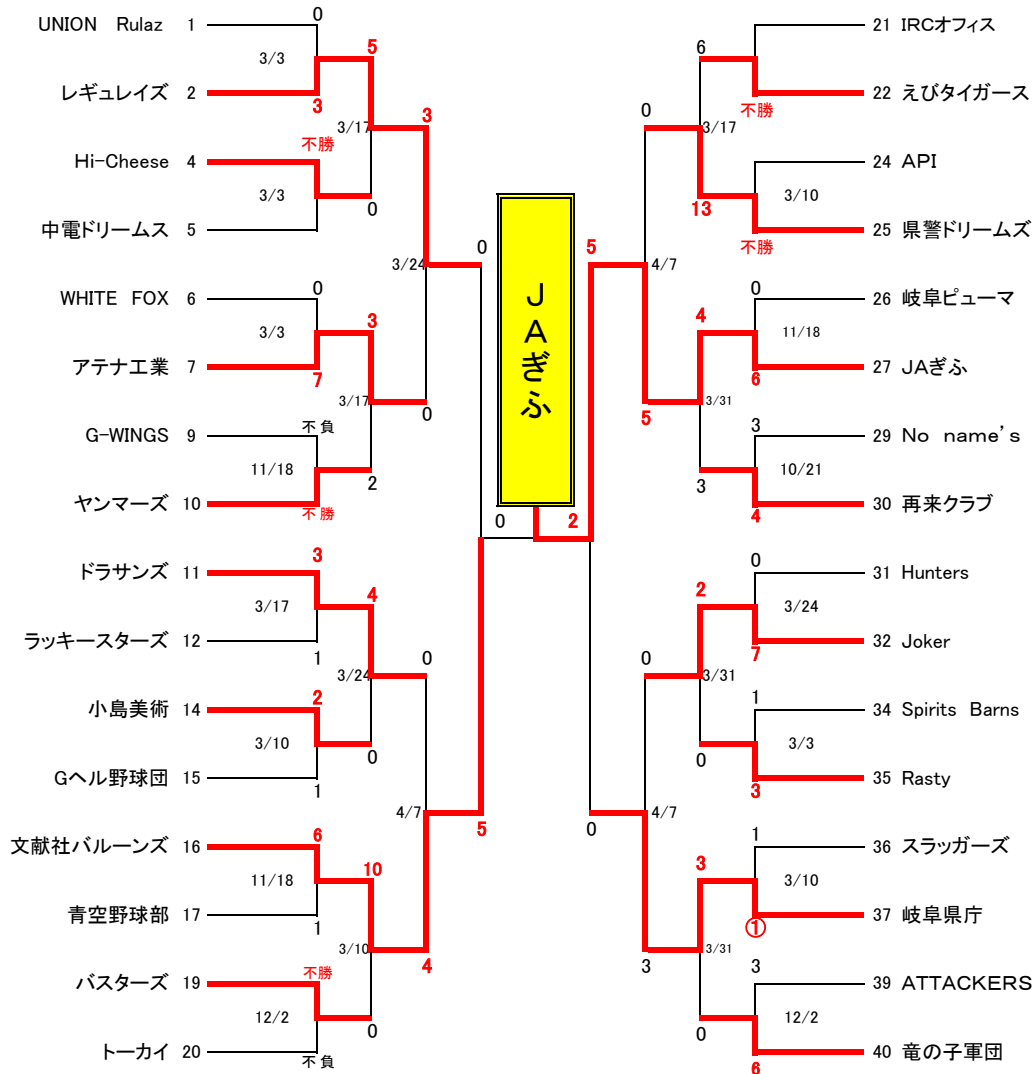 UNION Rulaz 1
0
3/3
レギュレイズ 2
3
5
3/17
不勝
Hi-Cheese 4
3/3
中電ドリームス 5
0
3
3/24
WHITE FOX 6
0
3/3
アテナ工業 7
7
3
3/17
不負
G-WINGS 9
11/18
ヤンマーズ 10
不勝
2
0
0
ドラサンズ 11
3
3/17
ラッキースターズ 12
1
4
3/24
小島美術 14
2
3/10
Gヘル野球団 15
1
0
0
4/7
文献社バルーンズ 16
6
11/18
青空野球部 17
1
10
3/10
バスターズ 19
不勝
12/2
トーカイ 20
不負
0
4
5
JAぎふ
0
2
21 IRCオフィス
6
22 えびタイガース
不勝
0
3/17
24 API
3/10
13
25 県警ドリームズ
不勝
5
4/7
26 岐阜ピューマ
0
11/18
4
27 JAぎふ
6
5
3/31
3
29 No name's
10/21
3
30 再来クラブ
4
31 Hunters
0
3/24
2
32 Joker
7
0
3/31
1
34 Spirits Barns
3/3
0
35 Rasty
3
0
4/7
1
36 スラッガーズ
3/10
3
37 岐阜県庁
①
3
3/31
3
39 ATTACKERS
12/2
0
40 竜の子軍団
6